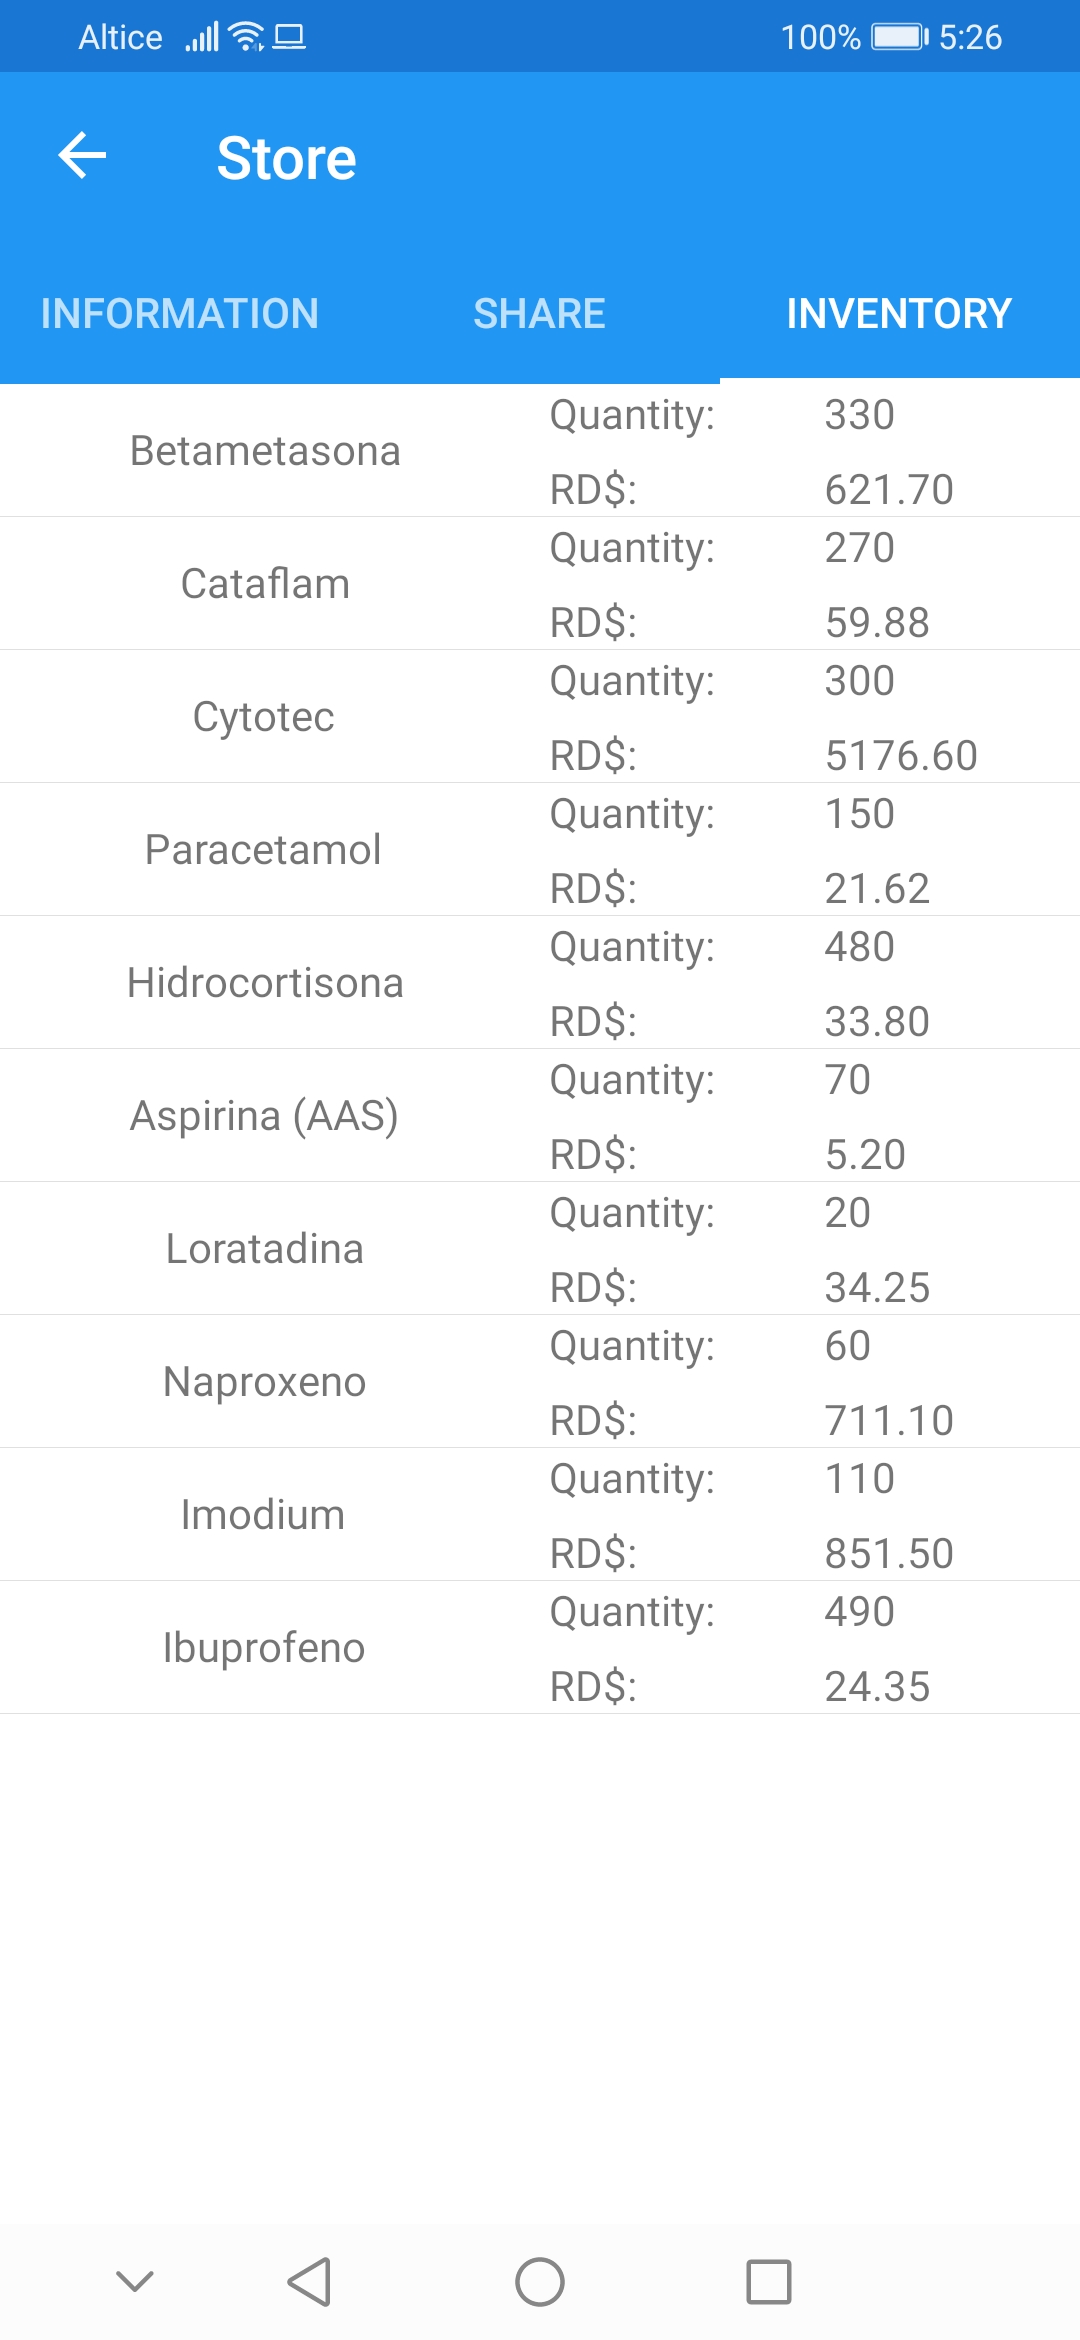 Altice 100% 5:26
Store
INFORMATION SHARE INVENTORY
Betametasona Quantity: 330
RD$: 621.70
Cataflam Quantity: 270
RD$: 59.88
Cytotec Quantity: 300
RD$: 5176.60
Paracetamol Quantity: 150
RD$: 21.62
Hidrocortisona Quantity: 480
RD$: 33.80
Aspirina (AAS) Quantity: 70
RD$: 5.20
Loratadina Quantity: 20
RD$: 34.25
Naproxeno Quantity: 60
RD$: 711.10
Imodium Quantity: 110
RD$: 851.50
Ibuprofeno Quantity: 490
RD$: 24.35